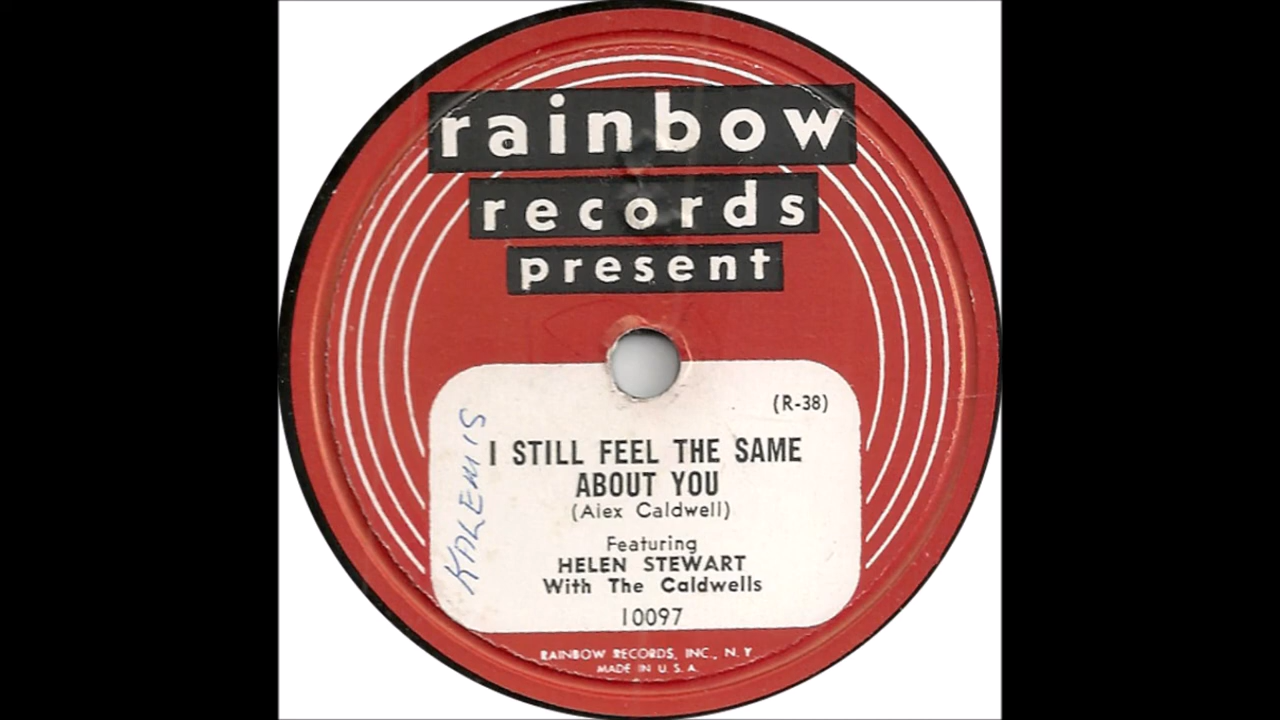 rainbow
records
present
(R-38)
I STILL FEEL THE SAME
ABOUT YOU
(Alex Caldwell)
Featuring
HELEN STEWART
With The Caldwells
10097
KALEMIS
RAINBOW RECORDS, INC., N. Y.
MADE IN U. S. A.